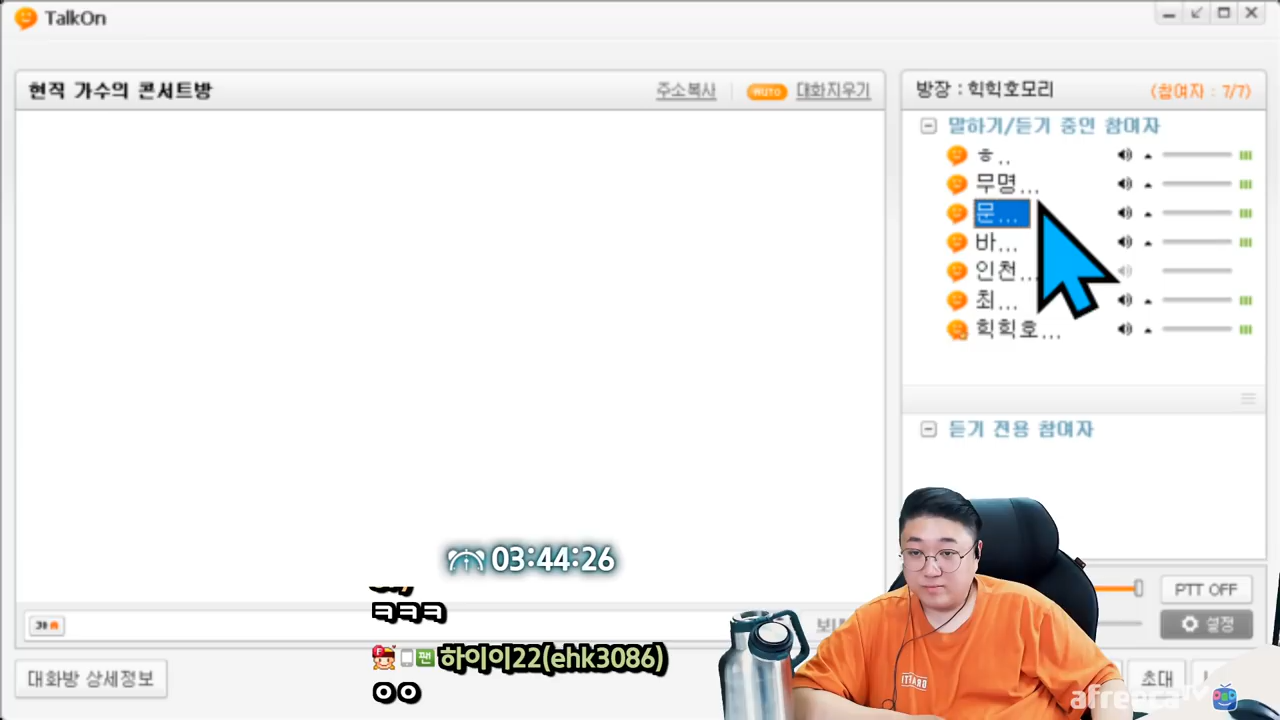 TalkOn
현직 가수의 콘서트방
주소복사
AUTO
대화지우기
방장 : 힉힉호모리
(참여자 : 7/7)
말하기/듣기 중인 참여자
ㅎ..
무명...
문...
바...
인천...
최...
힉힉호...
듣기 전용 참여자
03:44:26
ㅋㅋㅋ
팬 하이이22(ehk3086)
ㅇㅇ
PTT OFF
설정
대화방 상세정보
초대
afreecaTV